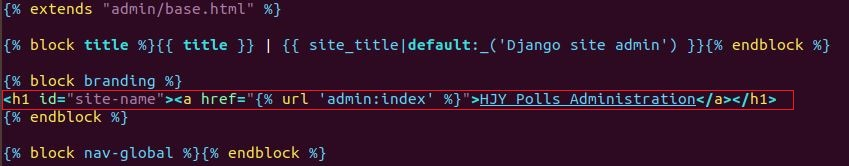 {% extends "admin/base.html" %}
{% block title %}{{ title }} | {{ site_title|default:_('Django site admin') }}{% endblock %}
{% block branding %}
<h1 id="site-name"><a href="{% url 'admin:index' %}">HJY Polls Administration</a></h1>
{% endblock %}
{% block nav-global %}{% endblock %}